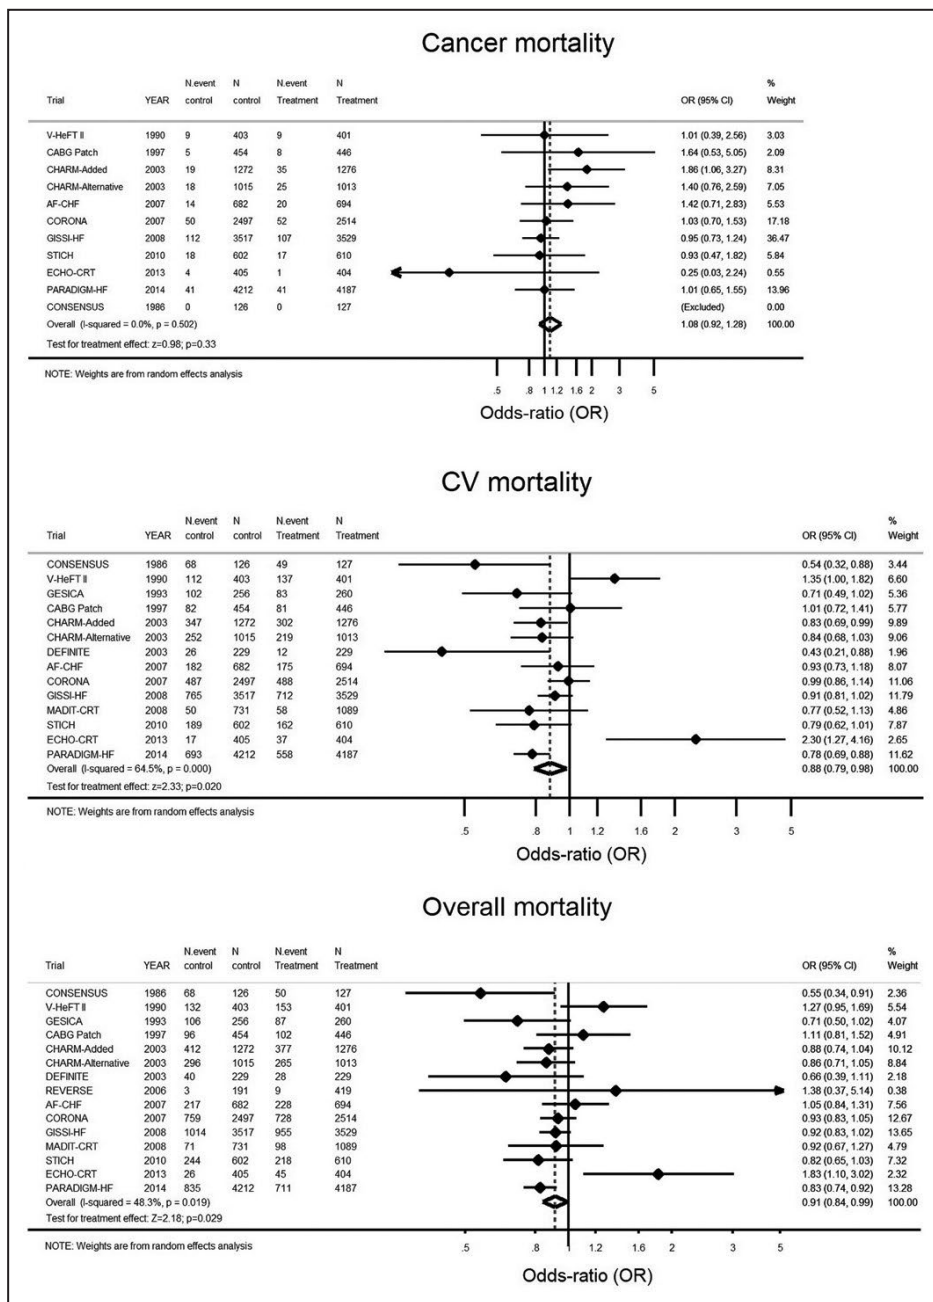 Cancer mortality
N.event N N.event N %
Trial YEAR control control Treatment Treatment OR (95% CI) Weight
V-HeFT II 1990 9 403 9 401 1.01 (0.39, 2.56) 3.03
CABG Patch 1997 5 454 8 446 1.64 (0.53, 5.05) 2.09
CHARM-Added 2003 19 1272 35 1276 1.86 (1.06, 3.27) 8.31
CHARM-Alternative 2003 18 1015 25 1013 1.40 (0.76, 2.59) 7.05
AF-CHF 2007 14 682 20 694 1.42 (0.71, 2.83) 5.53
CORONA 2007 50 2497 52 2514 1.03 (0.70, 1.53) 17.18
GISSI-HF 2008 112 3517 107 3529 0.95 (0.73, 1.24) 36.47
STICH 2010 18 602 17 610 0.93 (0.47, 1.82) 5.84
ECHO-CRT 2013 4 405 1 404 0.25 (0.03, 2.24) 0.55
PARADIGM-HF 2014 41 4212 41 4187 1.01 (0.65, 1.55) 13.96
CONSENSUS 1986 0 126 0 127 (Excluded) 0.00
Overall (I-squared = 0.0%, p = 0.502) 1.08 (0.92, 1.28) 100.00
Test for treatment effect: z=0.98; p=0.33
NOTE: Weights are from random effects analysis
.5 .8 1 1.2 1.6 2 3 5
Odds-ratio (OR)
CV mortality
N.event N N.event N %
Trial YEAR control control Treatment Treatment OR (95% CI) Weight
CONSENSUS 1986 68 126 49 127 0.54 (0.32, 0.88) 3.44
V-HeFT II 1990 112 403 137 401 1.35 (1.00, 1.82) 6.60
GESICA 1993 102 256 83 260 0.71 (0.49, 1.02) 5.36
CABG Patch 1997 82 454 81 446 1.01 (0.72, 1.41) 5.77
CHARM-Added 2003 347 1272 302 1276 0.83 (0.69, 0.99) 9.89
CHARM-Alternative 2003 252 1015 219 1013 0.84 (0.68, 1.03) 9.06
DEFINITE 2003 26 229 12 229 0.43 (0.21, 0.88) 1.96
AF-CHF 2007 182 682 175 694 0.93 (0.73, 1.18) 8.07
CORONA 2007 487 2497 488 2514 0.99 (0.86, 1.14) 11.06
GISSI-HF 2008 765 3517 712 3529 0.91 (0.81, 1.02) 11.79
MADIT-CRT 2008 50 731 58 1089 0.77 (0.52, 1.13) 4.86
STICH 2010 189 602 162 610 0.79 (0.62, 1.01) 7.87
ECHO-CRT 2013 17 405 37 404 2.30 (1.27, 4.16) 2.65
PARADIGM-HF 2014 693 4212 558 4187 0.78 (0.69, 0.88) 11.62
Overall (I-squared = 64.5%, p = 0.000) 0.88 (0.79, 0.98) 100.00
Test for treatment effect: z=2.33; p=0.020
NOTE: Weights are from random effects analysis
.5 .8 1 1.2 1.6 2 3 5
Odds-ratio (OR)
Overall mortality
N.event N N.event N %
Trial YEAR control control Treatment Treatment OR (95% CI) Weight
CONSENSUS 1986 68 126 50 127 0.55 (0.34, 0.91) 2.36
V-HeFT II 1990 132 403 153 401 1.27 (0.95, 1.69) 5.54
GESICA 1993 106 256 87 260 0.71 (0.50, 1.02) 4.07
CABG Patch 1997 96 454 102 446 1.11 (0.81, 1.52) 4.91
CHARM-Added 2003 412 1272 377 1276 0.88 (0.74, 1.04) 10.12
CHARM-Alternative 2003 296 1015 265 1013 0.86 (0.71, 1.05) 8.84
DEFINITE 2003 40 229 28 229 0.66 (0.39, 1.11) 2.18
REVERSE 2006 3 191 9 419 1.38 (0.37, 5.14) 0.38
AF-CHF 2007 217 682 228 694 1.05 (0.84, 1.31) 7.56
CORONA 2007 759 2497 728 2514 0.93 (0.83, 1.05) 12.67
GISSI-HF 2008 1014 3517 955 3529 0.92 (0.83, 1.02) 13.65
MADIT-CRT 2008 71 731 98 1089 0.92 (0.67, 1.27) 4.79
STICH 2010 244 602 218 610 0.82 (0.65, 1.03) 7.32
ECHO-CRT 2013 26 405 45 404 1.83 (1.10, 3.02) 2.32
PARADIGM-HF 2014 835 4212 711 4187 0.83 (0.74, 0.92) 13.28
Overall (I-squared = 48.3%, p = 0.019) 0.91 (0.84, 0.99) 100.00
Test for treatment effect: Z=2.18; p=0.029
NOTE: Weights are from random effects analysis
.5 .8 1 1.2 1.6 2 3 5
Odds-ratio (OR)